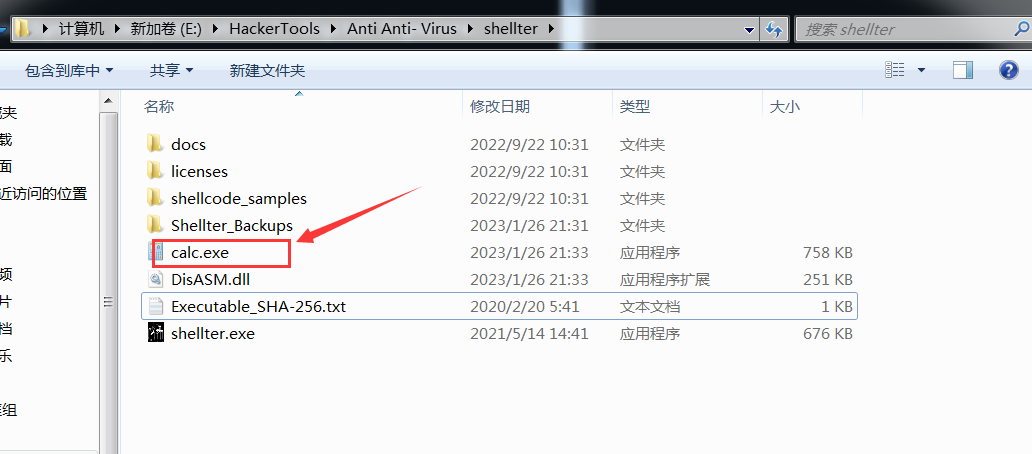 计算机 新加卷 (E:) HackerTools Anti Anti- Virus shellter 搜索 shellter
包含到库中 共享 新建文件夹
名称 修改日期 类型 大小
docs 2022/9/22 10:31 文件夹
licenses 2022/9/22 10:31 文件夹
shellcode_samples 2022/9/22 10:31 文件夹
近访问的位置
Shellter_Backups 2023/1/26 21:31 文件夹
calc.exe 2023/1/26 21:33 应用程序 758 KB
DisASM.dll 2023/1/26 21:33 应用程序扩展 251 KB
频
Executable_SHA-256.txt 2020/2/20 5:41 文本文档 1 KB
片
shellter.exe 2021/5/14 14:41 应用程序 676 KB
档
乐
组